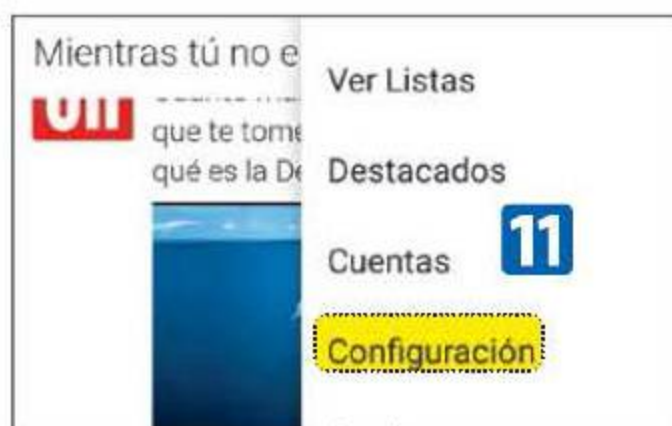 Mientras tú no e
que te tome
qué es la De
Ver Listas
Destacados
Cuentas
11
Configuración